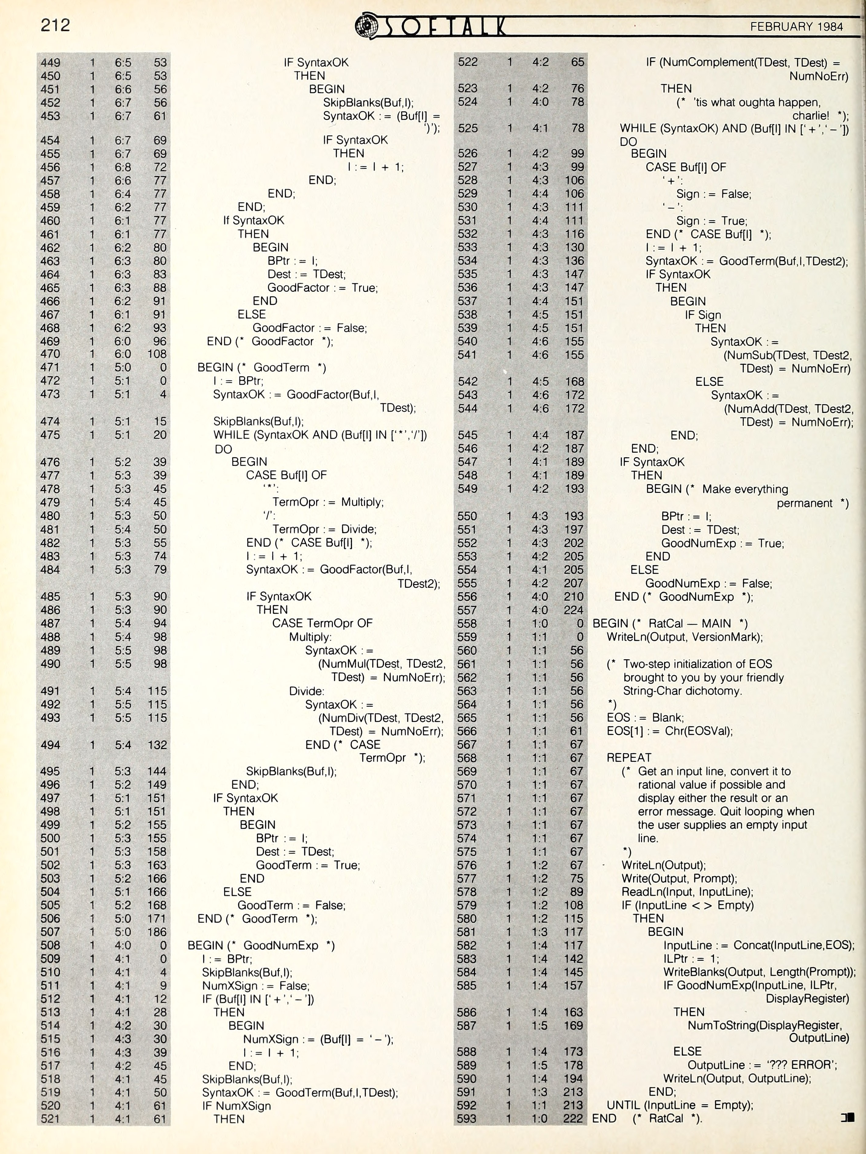 212
SOFTALK
FEBRUARY 1984
449 1 6:5 53 IF SyntaxOK
450 1 6:5 53 THEN
451 1 6:6 56 BEGIN
452 1 6:7 56 SkipBlanks(Buf,I);
453 1 6:7 61 SyntaxOK := (Buf[I] =
')');
454 1 6:7 69 IF SyntaxOK
455 1 6:7 69 THEN
456 1 6:8 72 I := I + 1;
457 1 6:6 77 END;
458 1 6:4 77 END;
459 1 6:2 77 END;
460 1 6:1 77 If SyntaxOK
461 1 6:1 77 THEN
462 1 6:2 80 BEGIN
463 1 6:3 80 BPtr := I;
464 1 6:3 83 Dest := TDest;
465 1 6:3 88 GoodFactor := True;
466 1 6:2 91 END
467 1 6:1 91 ELSE
468 1 6:2 93 GoodFactor := False;
469 1 6:0 96 END (* GoodFactor *);
470 1 6:0 108
471 1 5:0 0 BEGIN (* GoodTerm *)
472 1 5:1 0 I := BPtr;
473 1 5:1 4 SyntaxOK := GoodFactor(Buf,I,
TDest);
474 1 5:1 15 SkipBlanks(Buf,I);
475 1 5:1 20 WHILE (SyntaxOK AND (Buf[I] IN ['*','/'])
DO
476 1 5:2 39 BEGIN
477 1 5:3 39 CASE Buf[I] OF
478 1 5:3 45 '*':
479 1 5:4 45 TermOpr := Multiply;
480 1 5:3 50 '/':
481 1 5:4 50 TermOpr := Divide;
482 1 5:3 55 END (* CASE Buf[I] *);
483 1 5:3 74 I := I + 1;
484 1 5:3 79 SyntaxOK := GoodFactor(Buf,I,
TDest2);
485 1 5:3 90 IF SyntaxOK
486 1 5:3 90 THEN
487 1 5:4 94 CASE TermOpr OF
488 1 5:4 98 Multiply:
489 1 5:5 98 SyntaxOK :=
490 1 5:5 98 (NumMul(TDest, TDest2,
TDest) = NumNoErr);
491 1 5:4 115 Divide:
492 1 5:5 115 SyntaxOK :=
493 1 5:5 115 (NumDiv(TDest, TDest2,
TDest) = NumNoErr);
494 1 5:4 132 END (* CASE
TermOpr *);
495 1 5:3 144 SkipBlanks(Buf,I);
496 1 5:2 149 END;
497 1 5:1 151 IF SyntaxOK
498 1 5:1 151 THEN
499 1 5:2 155 BEGIN
500 1 5:3 155 BPtr := I;
501 1 5:3 158 Dest := TDest;
502 1 5:3 163 GoodTerm := True;
503 1 5:2 166 END
504 1 5:1 166 ELSE
505 1 5:2 168 GoodTerm := False;
506 1 5:0 171 END (* GoodTerm *);
507 1 5:0 186
508 1 4:0 0 BEGIN (* GoodNumExp *)
509 1 4:1 0 I := BPtr;
510 1 4:1 4 SkipBlanks(Buf,I);
511 1 4:1 9 NumXSign := False;
512 1 4:1 12 IF (Buf[I] IN ['+','-'])
513 1 4:1 28 THEN
514 1 4:2 30 BEGIN
515 1 4:3 30 NumXSign := (Buf[I] = '-');
516 1 4:3 39 I := I + 1;
517 1 4:2 45 END;
518 1 4:1 45 SkipBlanks(Buf,I);
519 1 4:1 50 SyntaxOK := GoodTerm(Buf,I,TDest);
520 1 4:1 61 IF NumXSign
521 1 4:1 61 THEN
522 1 4:2 65 IF (NumComplement(TDest, TDest) =
NumNoErr)
523 1 4:2 76 THEN
524 1 4:0 78 (* 'tis what oughta happen,
charlie! *);
525 1 4:1 78 WHILE (SyntaxOK) AND (Buf[I] IN ['+','-'])
DO
526 1 4:2 99 BEGIN
527 1 4:3 99 CASE Buf[I] OF
528 1 4:3 106 '+':
529 1 4:4 106 Sign := False;
530 1 4:3 111 '-':
531 1 4:4 111 Sign := True;
532 1 4:3 116 END (* CASE Buf[I] *);
533 1 4:3 130 I := I + 1;
534 1 4:3 136 SyntaxOK := GoodTerm(Buf,I,TDest2);
535 1 4:3 147 IF SyntaxOK
536 1 4:3 147 THEN
537 1 4:4 151 BEGIN
538 1 4:5 151 IF Sign
539 1 4:5 151 THEN
540 1 4:6 155 SyntaxOK :=
541 1 4:6 155 (NumSub(TDest, TDest2,
TDest) = NumNoErr)
542 1 4:5 168 ELSE
543 1 4:6 172 SyntaxOK :=
544 1 4:6 172 (NumAdd(TDest, TDest2,
TDest) = NumNoErr);
545 1 4:4 187 END;
546 1 4:2 187 END;
547 1 4:1 189 IF SyntaxOK
548 1 4:1 189 THEN
549 1 4:2 193 BEGIN (* Make everything
permanent *)
550 1 4:3 193 BPtr := I;
551 1 4:3 197 Dest := TDest;
552 1 4:3 202 GoodNumExp := True;
553 1 4:2 205 END
554 1 4:1 205 ELSE
555 1 4:2 207 GoodNumExp := False;
556 1 4:0 210 END (* GoodNumExp *);
557 1 4:0 224
558 1 1:0 0 BEGIN (* RatCal — MAIN *)
559 1 1:1 0 WriteLn(Output, VersionMark);
560 1 1:1 56
561 1 1:1 56 (* Two-step initialization of EOS
562 1 1:1 56 brought to you by your friendly
563 1 1:1 56 String-Char dichotomy.
564 1 1:1 56 *)
565 1 1:1 56 EOS := Blank;
566 1 1:1 61 EOS[1] := Chr(EOSVal);
567 1 1:1 67
568 1 1:1 67 REPEAT
569 1 1:1 67 (* Get an input line, convert it to
570 1 1:1 67 rational value if possible and
571 1 1:1 67 display either the result or an
572 1 1:1 67 error message. Quit looping when
573 1 1:1 67 the user supplies an empty input
574 1 1:1 67 line.
575 1 1:1 67 *)
576 1 1:2 67 WriteLn(Output);
577 1 1:2 75 Write(Output, Prompt);
578 1 1:2 89 ReadLn(Input, InputLine);
579 1 1:2 108 IF (InputLine < > Empty)
580 1 1:2 115 THEN
581 1 1:3 117 BEGIN
582 1 1:4 117 InputLine := Concat(InputLine,EOS);
583 1 1:4 142 ILPtr := 1;
584 1 1:4 145 WriteBlanks(Output, Length(Prompt));
585 1 1:4 157 IF GoodNumExp(InputLine, ILPtr,
DisplayRegister)
586 1 1:4 163 THEN
587 1 1:5 169 NumToString(DisplayRegister,
OutputLine)
588 1 1:4 173 ELSE
589 1 1:5 178 OutputLine := '??? ERROR';
590 1 1:4 194 WriteLn(Output, OutputLine);
591 1 1:3 213 END;
592 1 1:1 213 UNTIL (InputLine = Empty);
593 1 1:0 222 END (* RatCal *).